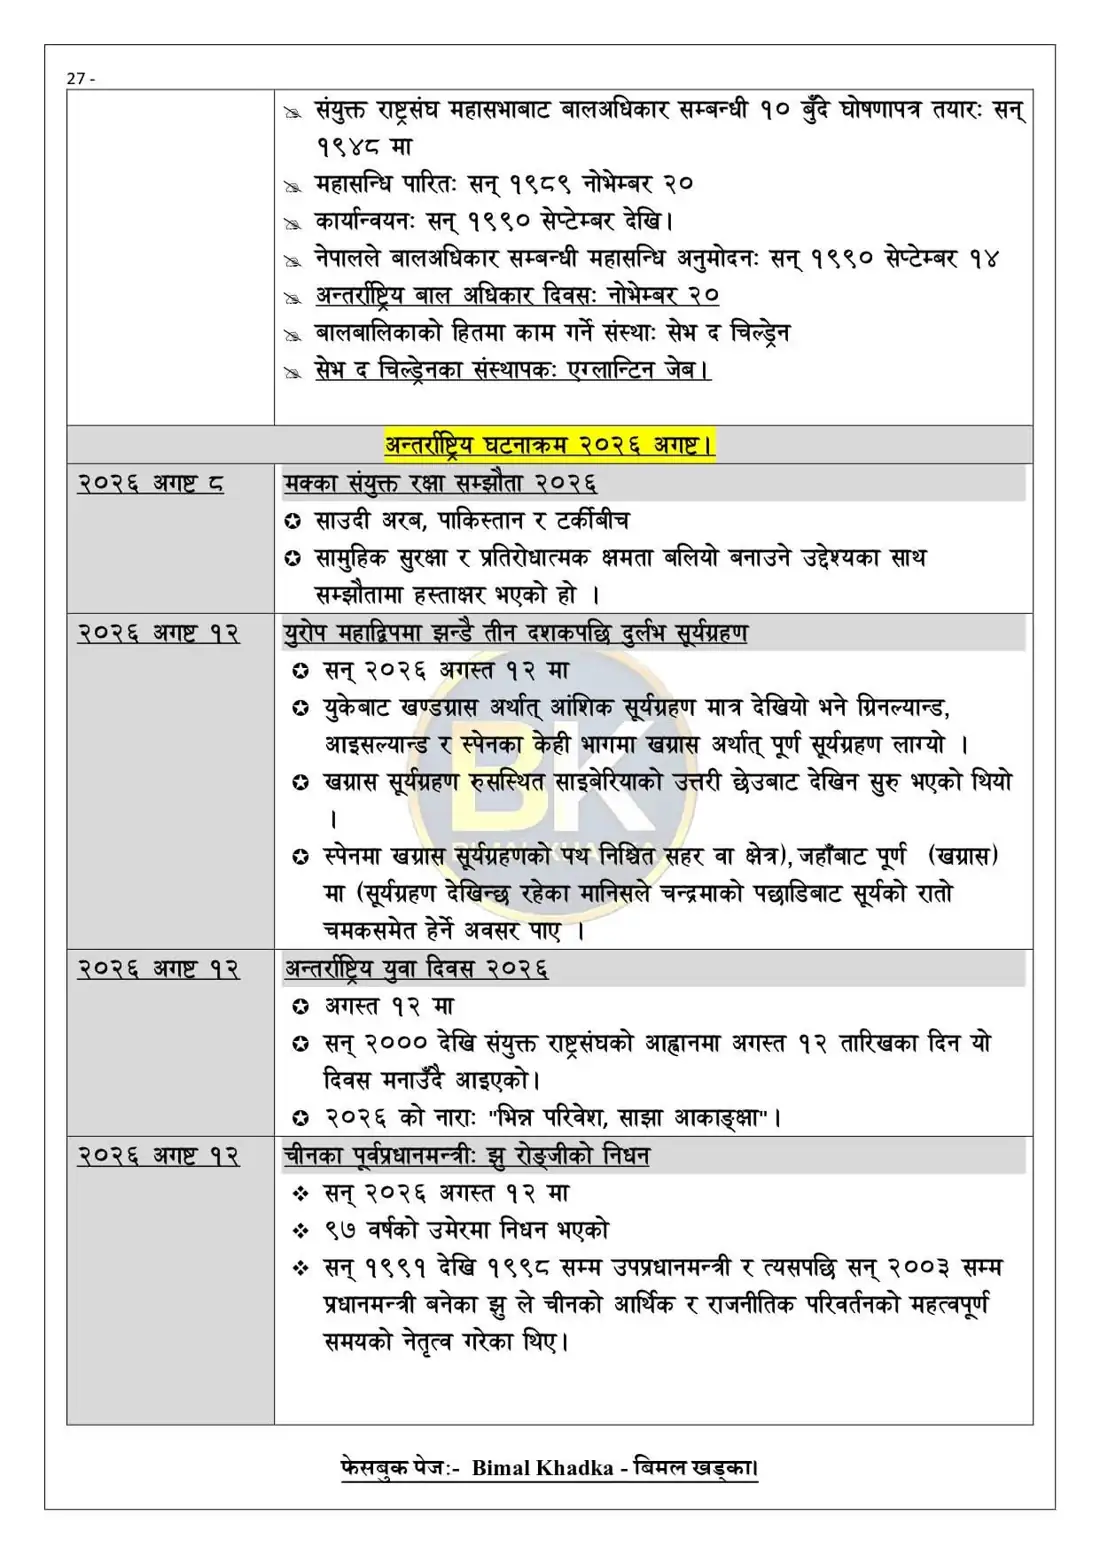 27 -
संयुक्त राष्ट्रसंघ महासभाबाट बालअधिकार सम्बन्धी १० बुँदे घोषणापत्र तयारः सन्
१९४८ मा
महासन्धि पारितः सन् १९८९ नोभेम्बर २०
कार्यान्वयनः सन् १९९० सेप्टेम्बर देखि।
नेपालले बालअधिकार सम्बन्धी महासन्धि अनुमोदनः सन् १९९० सेप्टेम्बर १४
अन्तर्राष्ट्रिय बाल अधिकार दिवसः नोभेम्बर २०
बालबालिकाको हितमा काम गर्ने संस्थाः सेभ द चिल्ड्रेन
सेभ द चिल्ड्रेनका संस्थापकः एग्लान्टिन जेब।
अन्तर्राष्ट्रिय घटनाक्रम २०२६ अगष्ट।
२०२६ अगष्ट ८
मक्का संयुक्त रक्षा सम्झौता २०२६
साउदी अरब, पाकिस्तान र टर्कीबीच
सामुहिक सुरक्षा र प्रतिरोधात्मक क्षमता बलियो बनाउने उद्देश्यका साथ
सम्झौतामा हस्ताक्षर भएको हो ।
२०२६ अगष्ट १२
युरोप महाद्विपमा झन्डै तीन दशकपछि दुर्लभ सूर्यग्रहण
सन् २०२६ अगस्त १२ मा
युकेबाट खण्डग्रास अर्थात् आंशिक सूर्यग्रहण मात्र देखियो भने ग्रिनल्यान्ड,
आइसल्यान्ड र स्पेनका केही भागमा खग्रास अर्थात् पूर्ण सूर्यग्रहण लाग्यो ।
खग्रास सूर्यग्रहण रुसस्थित साइबेरियाको उत्तरी छेउबाट देखिन सुरु भएको थियो
।
स्पेनमा खग्रास सूर्यग्रहणको पथ निश्चित सहर वा क्षेत्र), जहाँबाट पूर्ण (खग्रास)
मा (सूर्यग्रहण देखिन्छ रहेका मानिसले चन्द्रमाको पछाडिबाट सूर्यको रातो
चमकसमेत हेर्ने अवसर पाए ।
BK
BIMAL KHADKA
२०२६ अगष्ट १२
अन्तर्राष्ट्रिय युवा दिवस २०२६
अगस्त १२ मा
सन् २००० देखि संयुक्त राष्ट्रसंघको आह्वानमा अगस्त १२ तारिखका दिन यो
दिवस मनाउँदै आइएको।
२०२६ को नाराः "भिन्न परिवेश, साझा आकाङ्क्षा"।
२०२६ अगष्ट १२
चीनका पूर्वप्रधानमन्त्रीः झु रोङ्जीको निधन
सन् २०२६ अगस्त १२ मा
९७ वर्षको उमेरमा निधन भएको
सन् १९९१ देखि १९९८ सम्म उपप्रधानमन्त्री र त्यसपछि सन् २००३ सम्म
प्रधानमन्त्री बनेका झु ले चीनको आर्थिक र राजनीतिक परिवर्तनको महत्वपूर्ण
समयको नेतृत्व गरेका थिए।
फेसबुक पेज:- Bimal Khadka - बिमल खड्का।